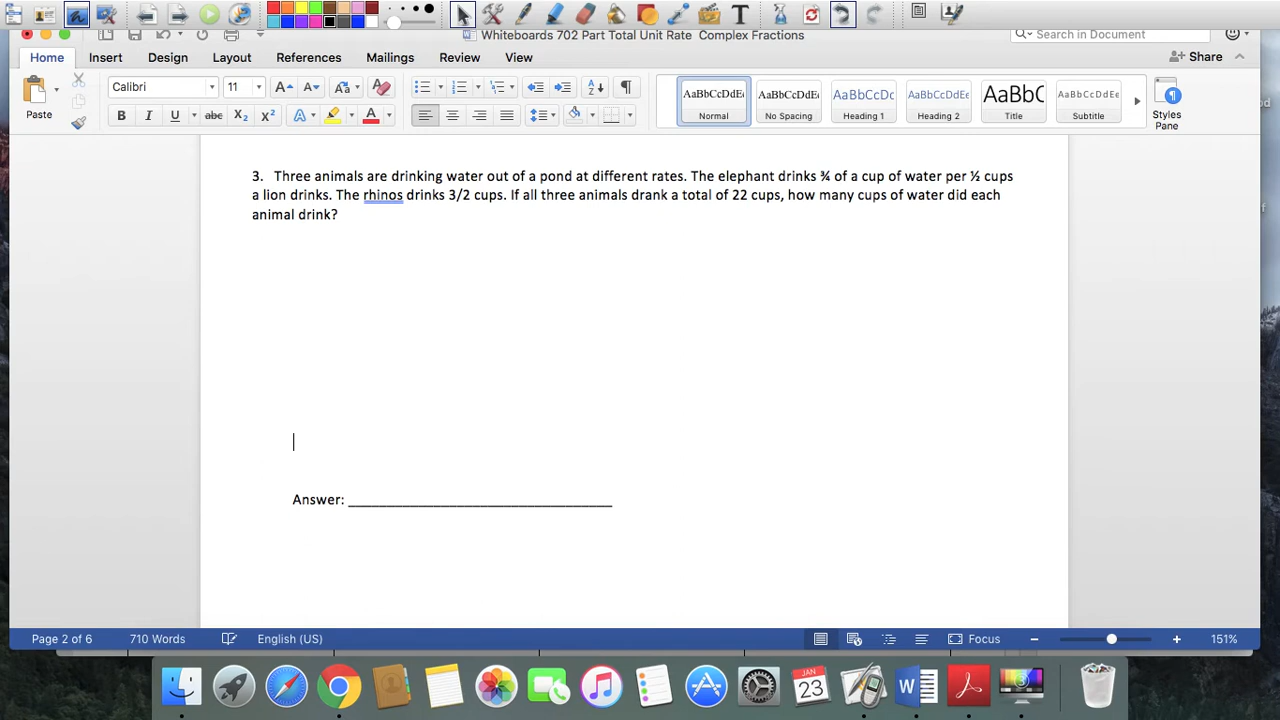 Whiteboards 702 Part Total Unit Rate Complex Fractions
Search in Document
Home Insert Design Layout References Mailings Review View
Share
Calibri 11
Paste
B I U abc X₂ X² A A
AaBbCcDdEe AaBbCcDdEe AaBbCcDc AaBbCcDdEe AaBbC AaBbCcDdEe
Normal No Spacing Heading 1 Heading 2 Title Subtitle
Styles
Pane
3. Three animals are drinking water out of a pond at different rates. The elephant drinks ¾ of a cup of water per ½ cups
a lion drinks. The rhinos drinks 3/2 cups. If all three animals drank a total of 22 cups, how many cups of water did each
animal drink?
Answer: ___________________________________
Page 2 of 6 710 Words English (US) Focus 151%
JAN
23